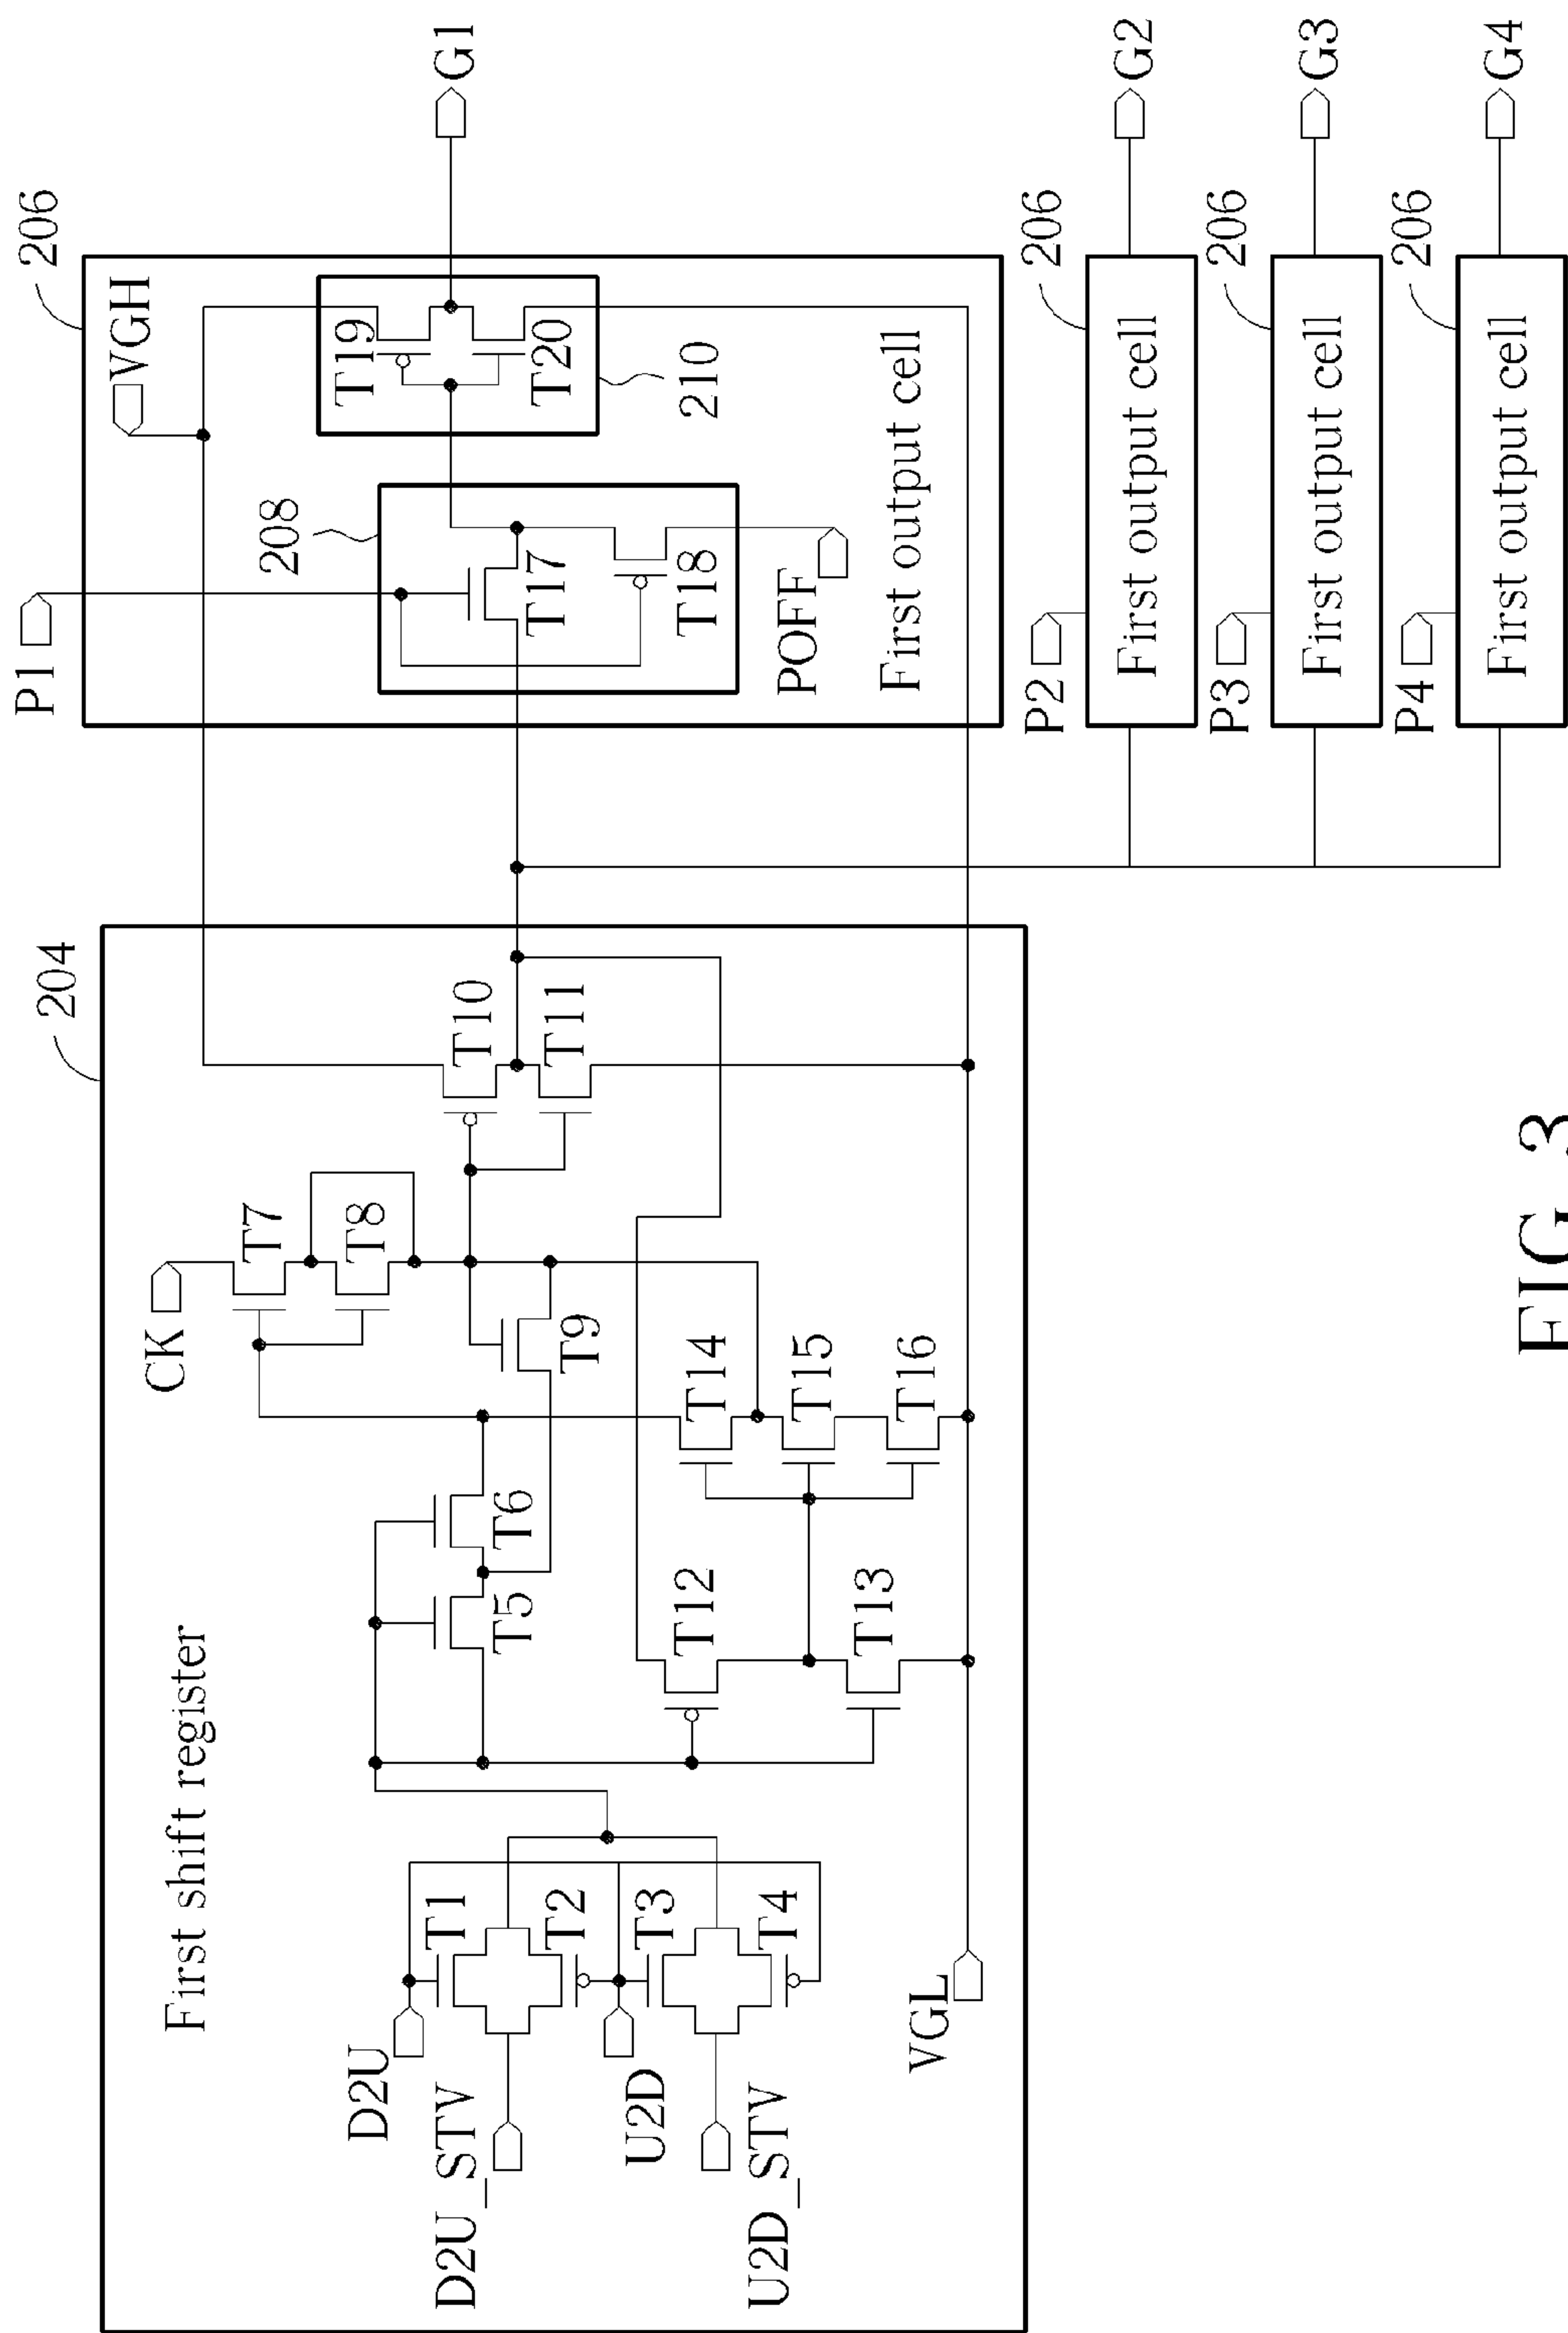 204
First shift register
CK
T7
T8
T10
T11
T9
T6
T5
T14
T15
T16
T12
T13
D2U
T1
D2U_STV
T2
U2D
T3
U2D_STV
T4
VGL
P1
206
VGH
208
T17
T18
POFF
T19
T20
210
G1
First output cell
P2
206
First output cell
G2
P3
206
First output cell
G3
P4
206
First output cell
G4
FIG. 3